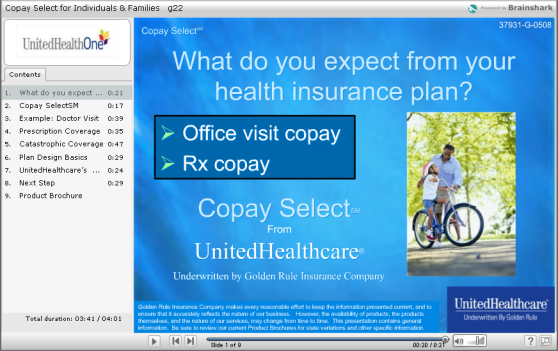 Copay Select for Individuals & Families g22
Powered by Brainshark
UnitedHealthOne
Contents
1. What do you expect ... 0:21
2. Copay SelectSM 0:17
3. Example: Doctor Visit 0:39
4. Prescription Coverage 0:35
5. Catastrophic Coverage 0:47
6. Plan Design Basics 0:29
7. UnitedHealthcare's ... 0:24
8. Next Step 0:29
9. Product Brochure
Total duration: 03:41 / 04:01
Copay Select℠
37931-G-0508
What do you expect from your
health insurance plan?
Office visit copay
Rx copay
Copay Select SM
From
UnitedHealthcare®
Underwritten by Golden Rule Insurance Company
Golden Rule Insurance Company makes every reasonable effort to keep the information presented current, and to
ensure that it accurately reflects the nature of our business. However, the availability of products, the products
themselves, and the nature of our services, may change from time to time. This presentation contains general
information. Be sure to review our current Product Brochures for state variations and other specific information.
UnitedHealthcare®
Underwritten By Golden Rule
Slide 1 of 9
00:20 / 0:21
?